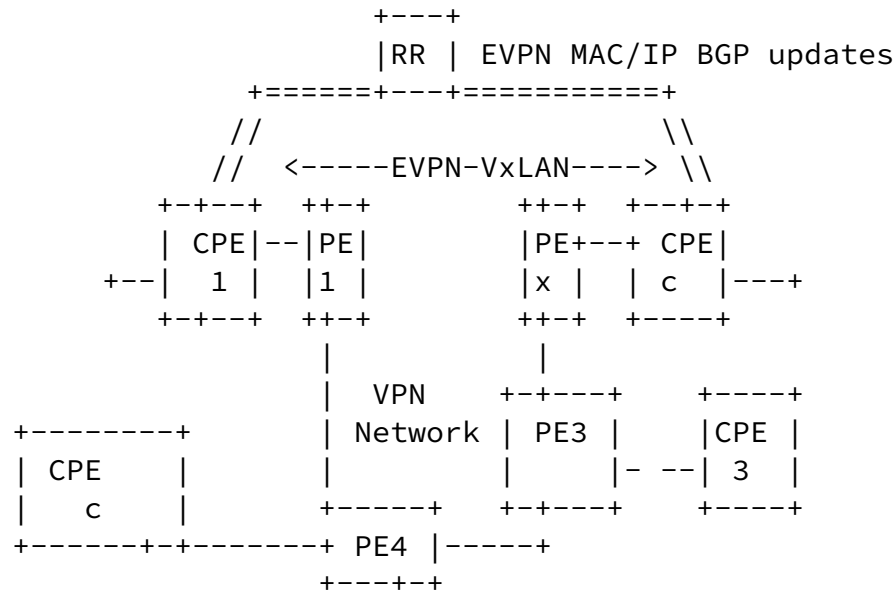 +---+
|RR | EVPN MAC/IP BGP updates
+======+---+===========+
// \\
// <-----EVPN-VxLAN----> \\
+-+--+ ++-+ ++-+ +--+-+
| CPE|--|PE| |PE+--+ CPE|
+--| 1 | |1 | |x | | c |---+
+-+--+ ++-+ ++-+ +----+
| |
| VPN +-+---+ +----+
+--------+ | Network | PE3 | |CPE |
| CPE | | | |- --| 3 |
| c | +-----+ +-+---+ +----+
+------+-+-------+ PE4 |-----+
+---+-+